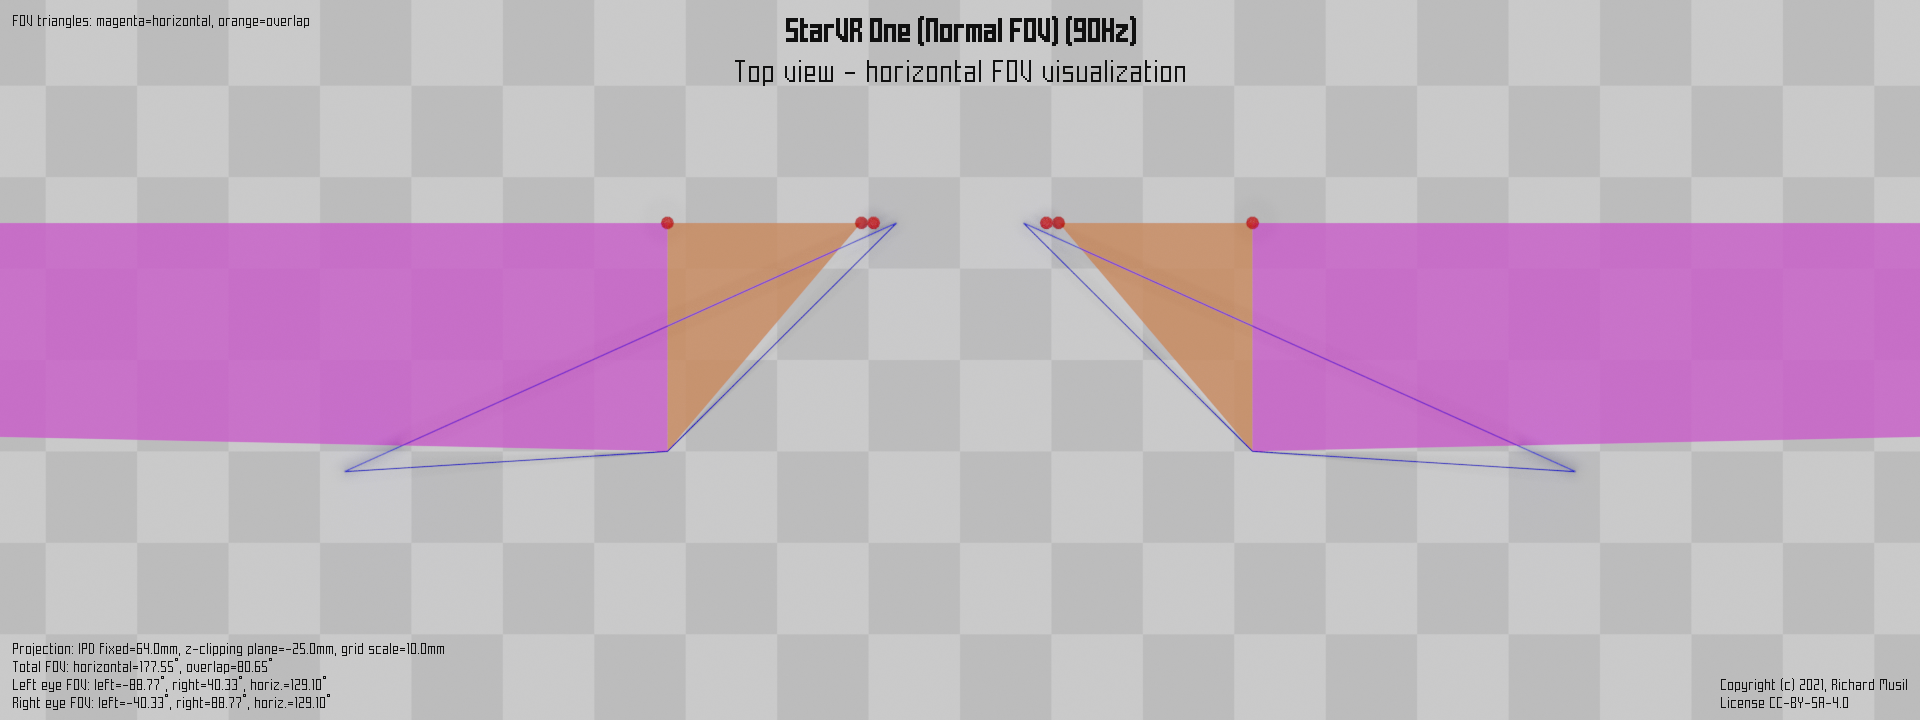 FOV triangles: magenta=horizontal, orange=overlap
StarVR One (Normal FOV) (90Hz)
Top view - horizontal FOV visualization
Projection: IPD fixed=64.0mm, z-clipping plane=-25.0mm, grid scale=10.0mm
Total FOV: horizontal=177.55°, overlap=80.65°
Left eye FOV: left=-88.77°, right=40.33°, horiz.=129.10°
Right eye FOV: left=-40.33°, right=88.77°, horiz.=129.10°
Copyright (c) 2021, Richard Musil
License CC-BY-SA-4.0